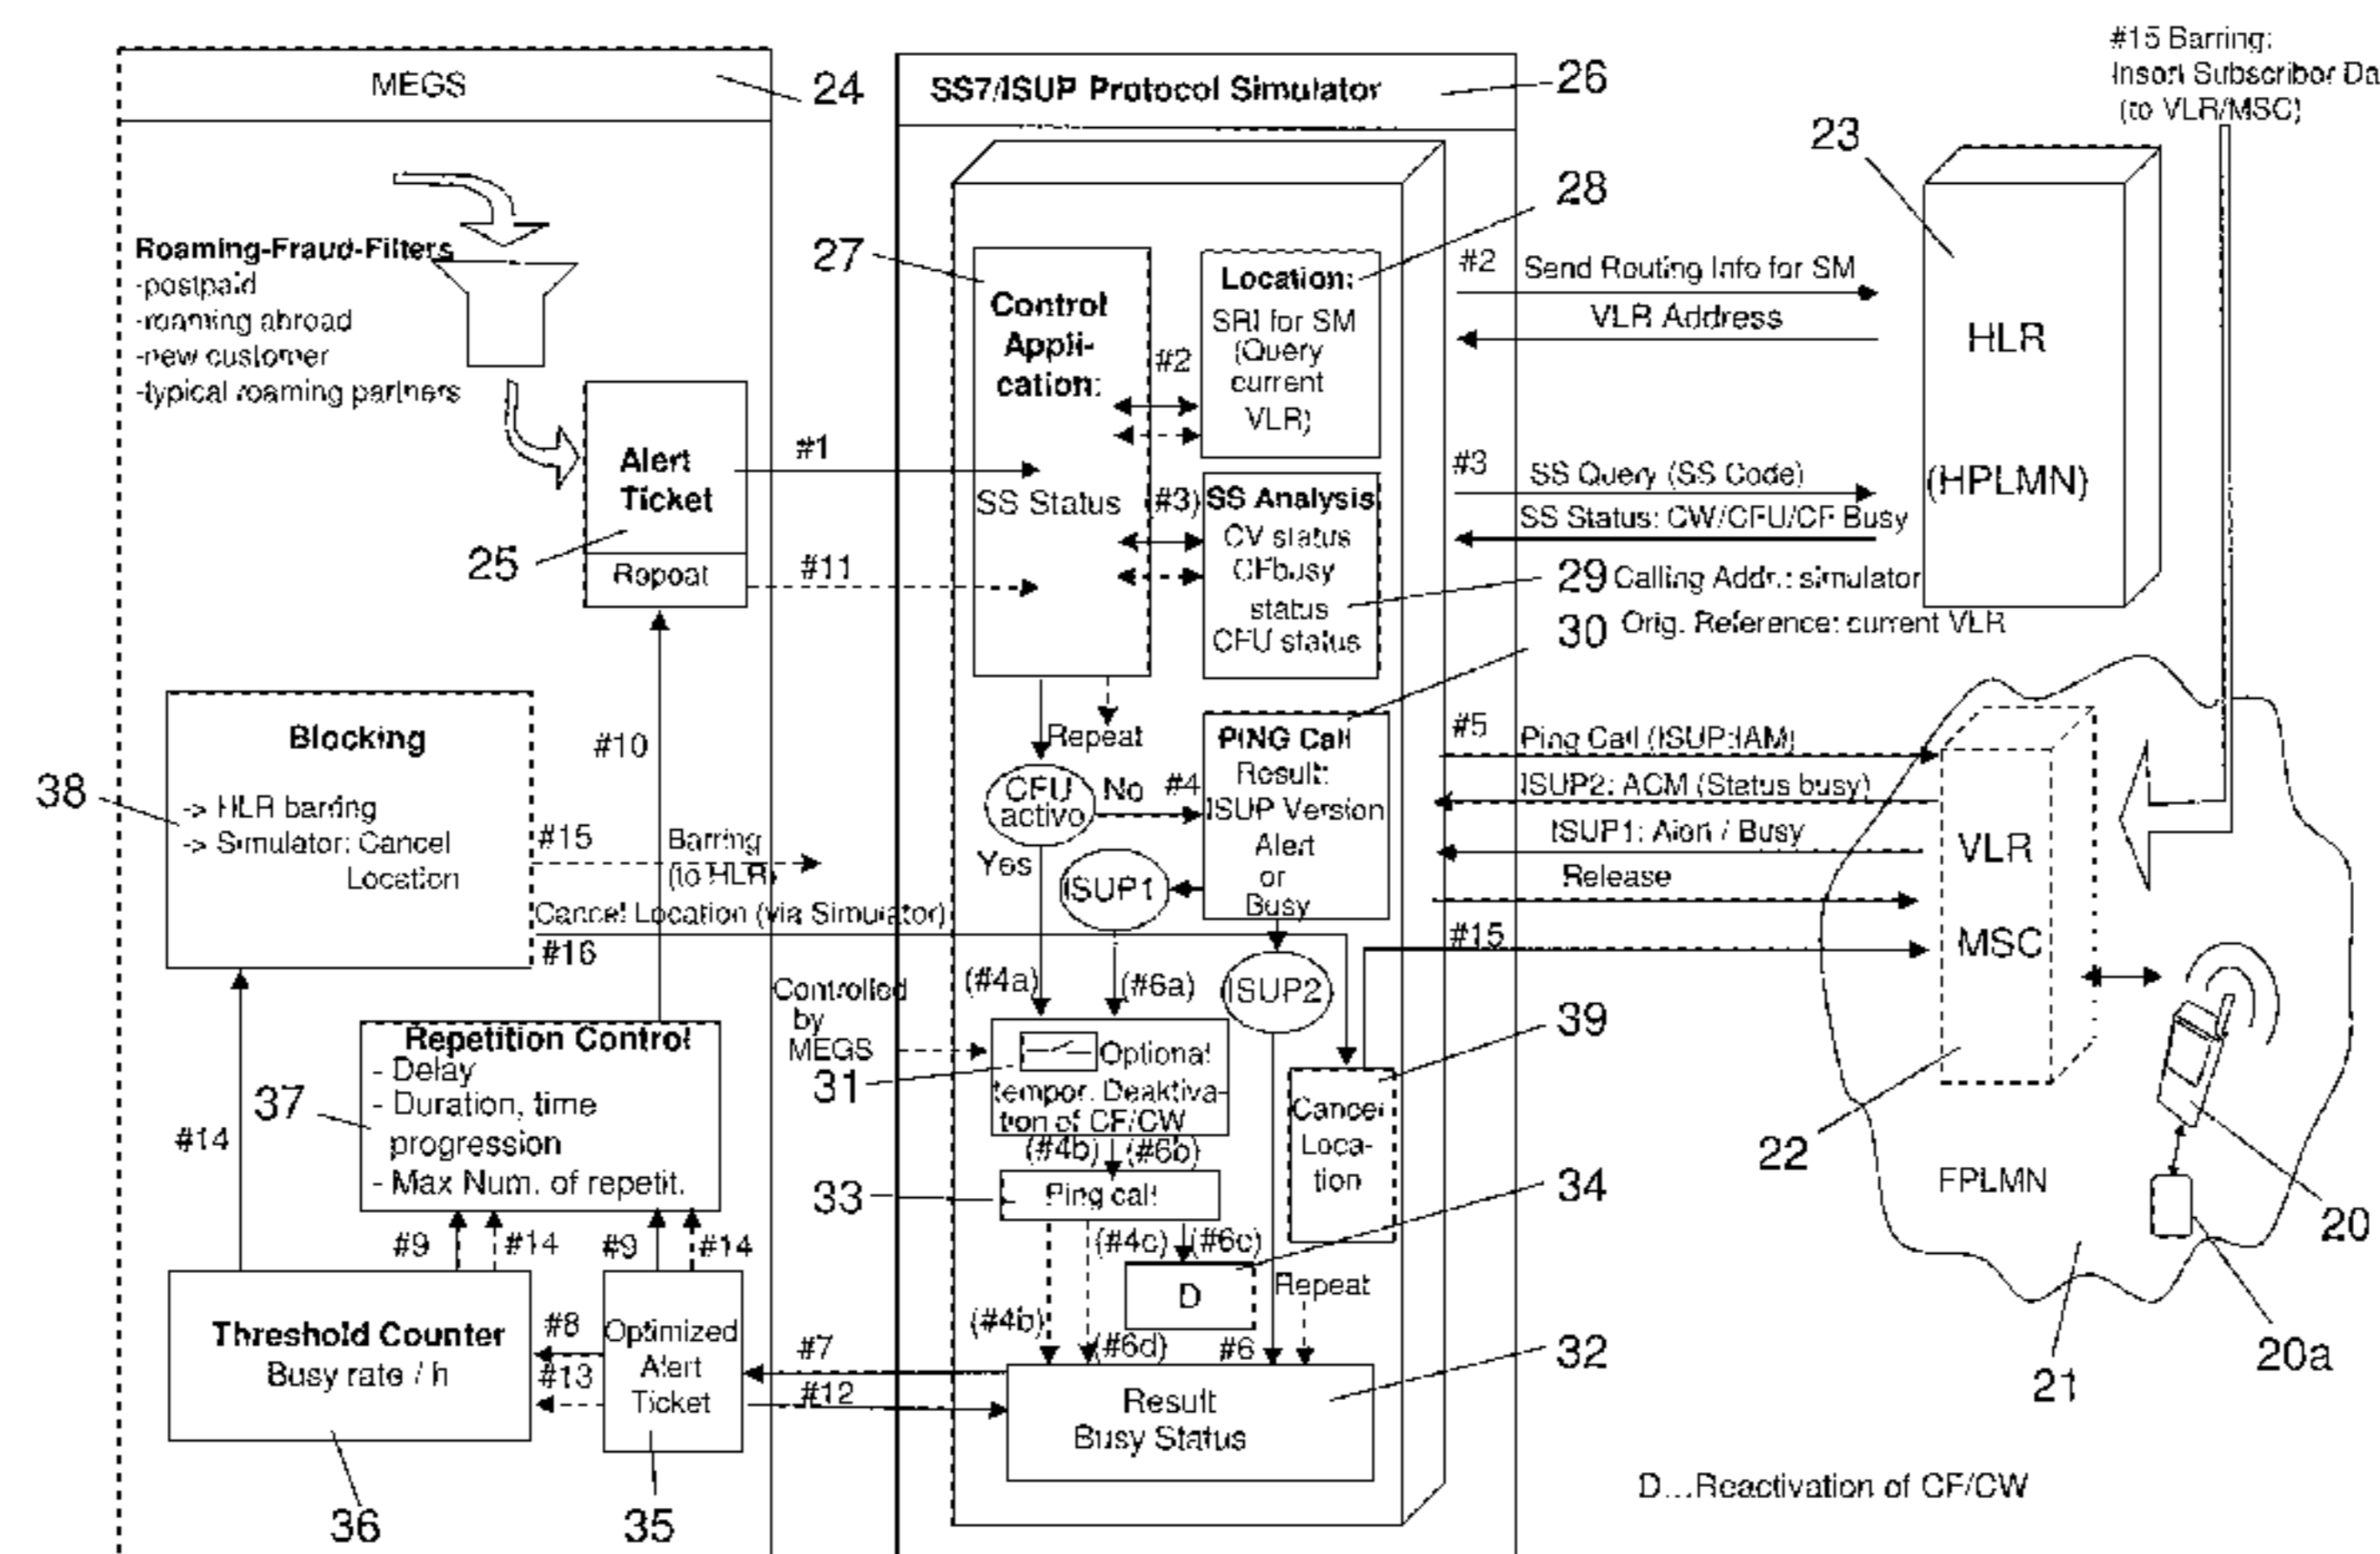 MEGS
24
Roaming-Fraud-Filters
-postpaid
-roaming abroad
-new customer
-typical roaming partners
Alert
Ticket
25
Repeat
#1
#11
#10
Blocking
-> HLR barring
-> Simulator: Cancel
Location
38
#15
Barring
(to HLR)
Cancel Location (via Simulator)
#16
Controlled
by
MEGS
Repetition Control
- Delay
- Duration, time
progression
- Max Num. of repetit.
37
#14
#9
#14
#9
#14
Threshold Counter
Busy rate / h
36
#8
#13
Optimized
Alert
Ticket
35
#7
#12
SS7/ISUP Protocol Simulator
26
27
Control
Appli-
cation:
SS Status
#2
Location:
SRI for SM
(Query
current
VLR)
28
(#3)
SS Analysis
CV status
CFbusy
status
CFU status
29
Repeat
CFU
activo
No
Yes
#4
PING Call
Result:
ISUP Version
Alert
or
Busy
30
ISUP1
ISUP2
(#4a)
(#6a)
Optional
tempor. Deaktiva-
tion of CF/CW
31
(#4b)
(#6b)
Ping call
33
(#4c)
(#6c)
D
34
Repeat
(#4b)
(#6d)
#6
Result
Busy Status
32
Cancel
Loca-
tion
39
#2
Send Routing Info for SM
VLR Address
#3
SS Query (SS Code)
SS Status: CW/CFU/CF Busy
Calling Addr.: simulator
Orig. Reference: current VLR
HLR
(HPLMN)
23
#15 Barring:
Insert Subscriber Da
(to VLR/MSC)
#5
Ping Call (ISUP:IAM)
ISUP2: ACM (Status busy)
ISUP1: Alert / Busy
Release
#15
VLR
MSC
22
FPLMN
20
20a
21
D...Reactivation of CF/CW